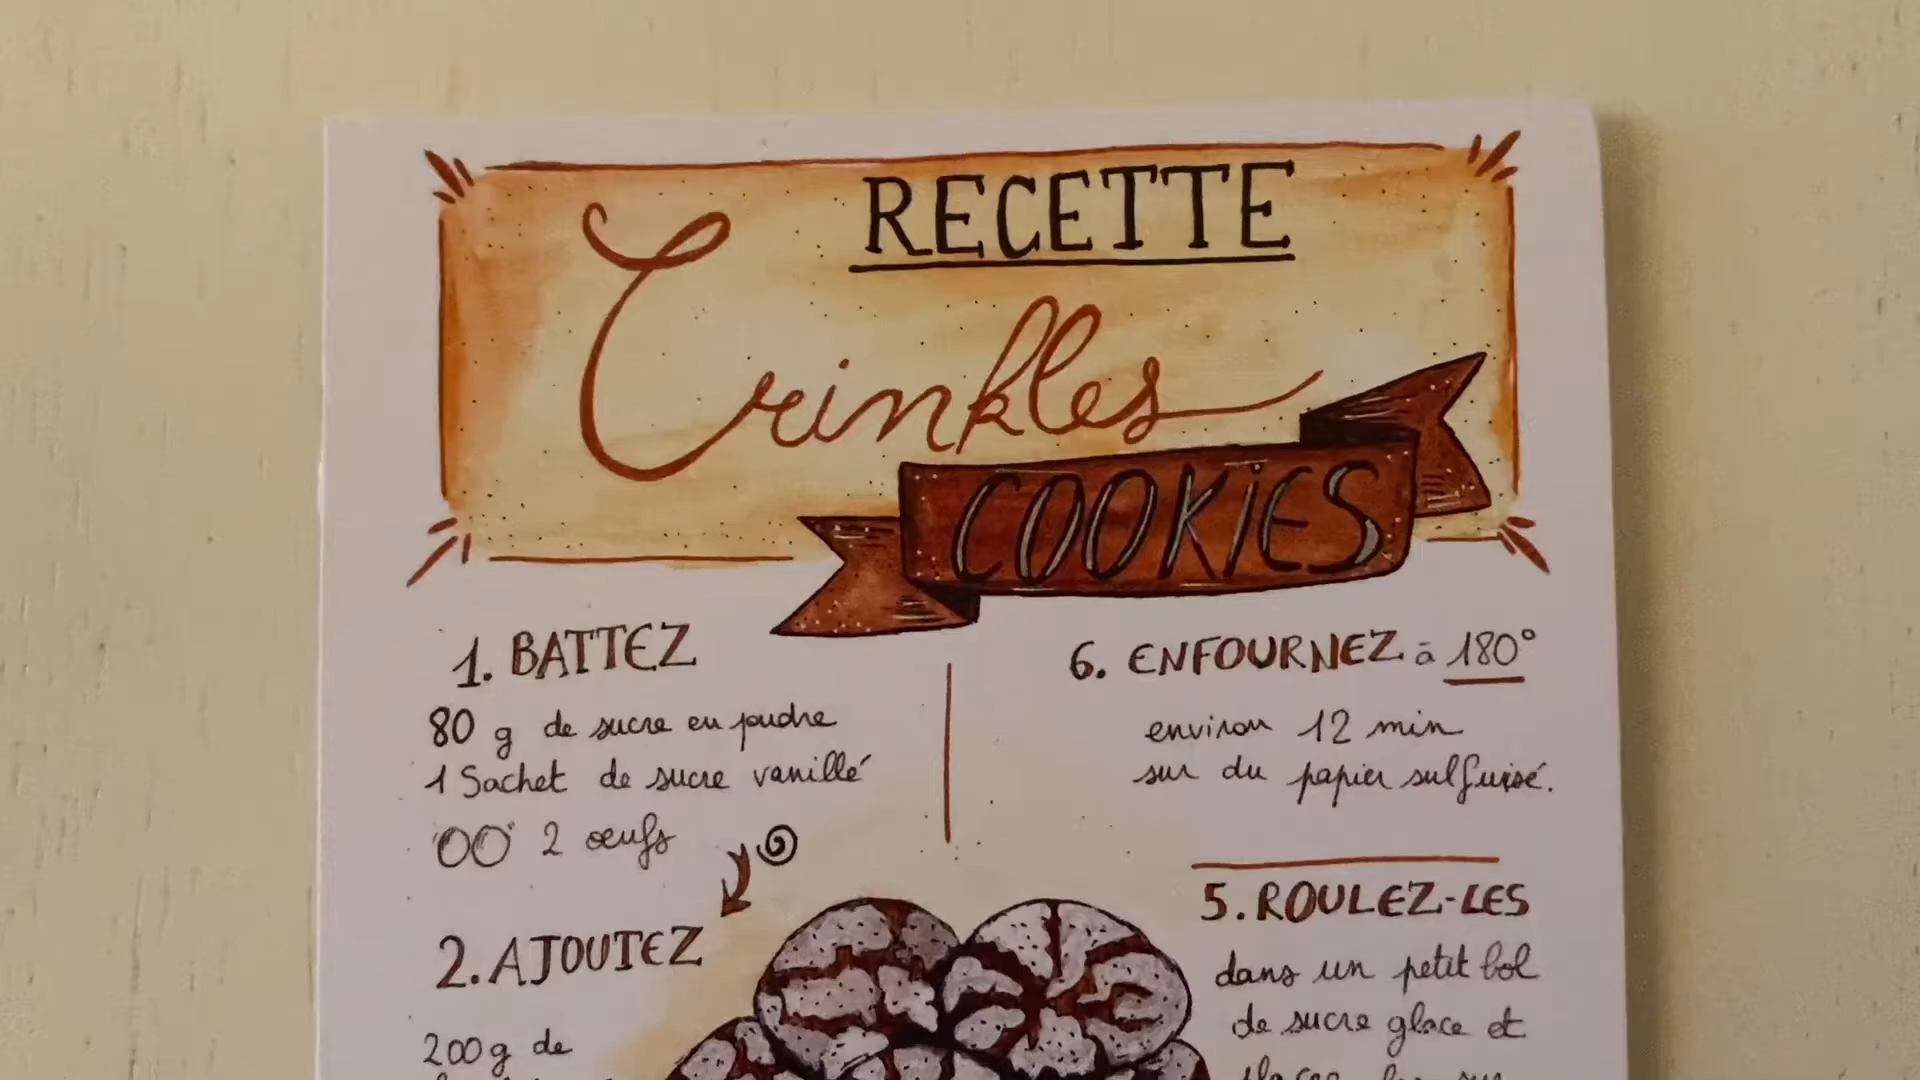 RECETTE
Crinkles
COOKIES
1. BATTEZ
80 g de sucre en poudre
1 Sachet de sucre vanillé
2 œufs
2. AJOUTEZ
200g de
6. ENFOURNEZ à 180°
environ 12 min
sur du papier sulfurisé.
5. ROULEZ-LES
dans un petit bol
de sucre glace et